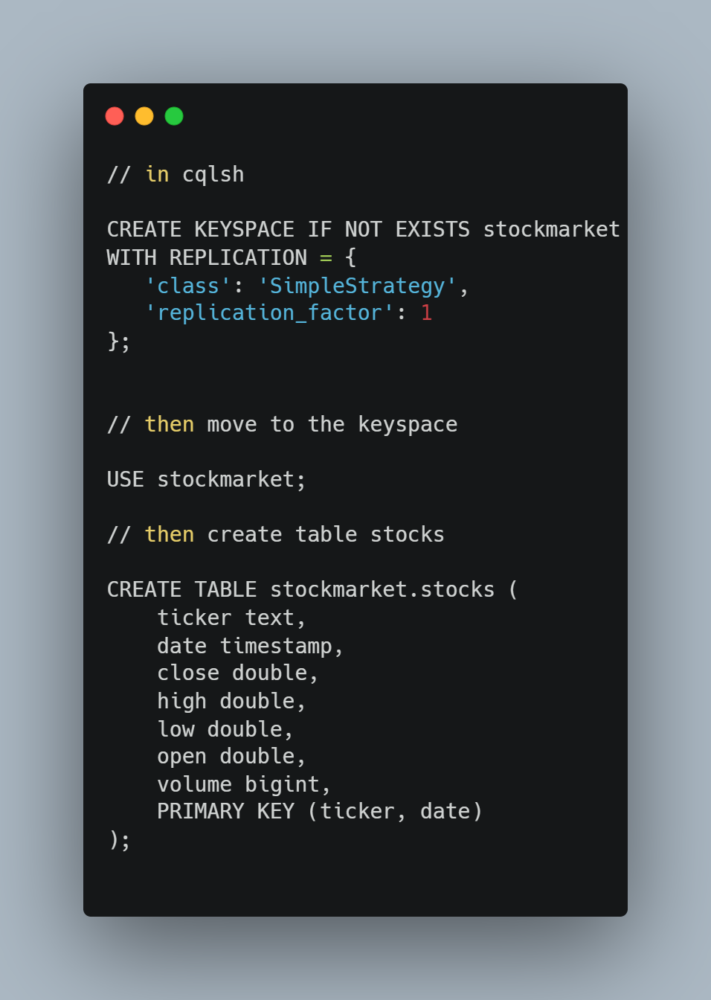 // in cqlsh
CREATE KEYSPACE IF NOT EXISTS stockmarket
WITH REPLICATION = {
   'class': 'SimpleStrategy',
   'replication_factor': 1
};
// then move to the keyspace
USE stockmarket;
// then create table stocks
CREATE TABLE stockmarket.stocks (
    ticker text,
    date timestamp,
    close double,
    high double,
    low double,
    open double,
    volume bigint,
    PRIMARY KEY (ticker, date)
);